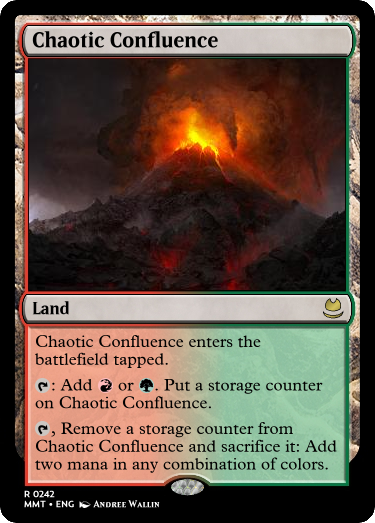 Chaotic Confluence
Land
Chaotic Confluence enters the
battlefield tapped.
: Add or . Put a storage counter
on Chaotic Confluence.
, Remove a storage counter from
Chaotic Confluence and sacrifice it: Add
two mana in any combination of colors.
R 0242
MMT • ENG Andree Wallin